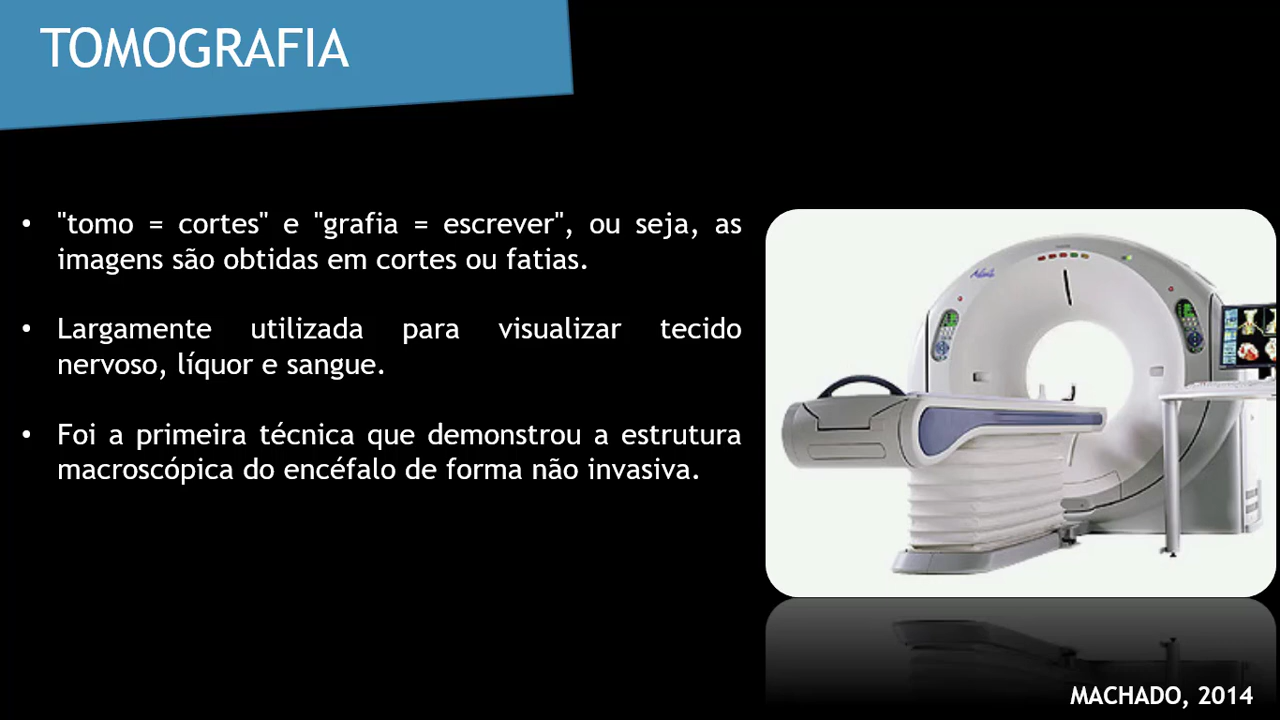 TOMOGRAFIA
• "tomo = cortes" e "grafia = escrever", ou seja, as
imagens são obtidas em cortes ou fatias.
• Largamente utilizada para visualizar tecido
nervoso, líquor e sangue.
• Foi a primeira técnica que demonstrou a estrutura
macroscópica do encéfalo de forma não invasiva.
MACHADO, 2014